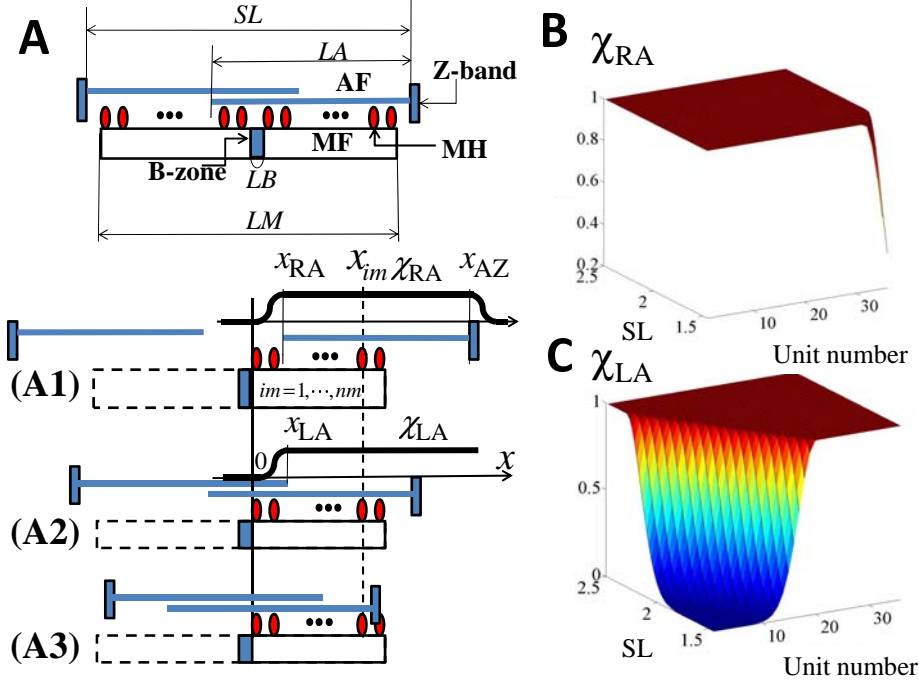 A
SL
LA
AF
Z-band
•••
•••
MF
MH
B-zone
LB
LM
xRA
xim
χRA
xAZ
•••
(A1)
im=1,⋯,nm
xLA
χLA
0
x
•••
(A2)
•••
(A3)
B
χRA
1
0.8
0.6
0.4
0.2
2.5
2
1.5
SL
10
20
30
Unit number
C
χLA
1
0.5
0
2.5
2
1.5
SL
10
20
30
Unit number